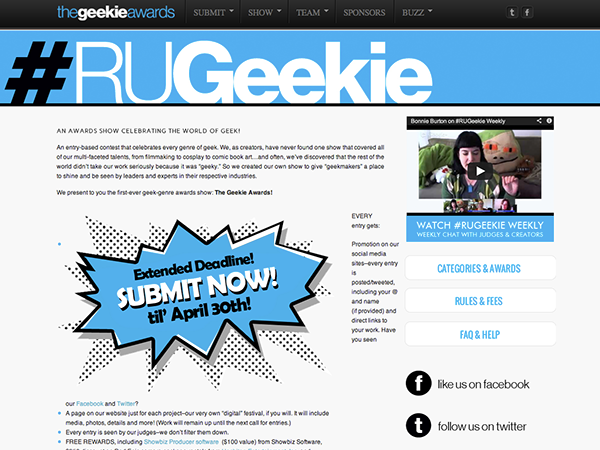 thegeekieawards
SUBMIT SHOW TEAM SPONSORS BUZZ
#RUGeekie
AN AWARDS SHOW CELEBRATING THE WORLD OF GEEK!
An entry-based contest that celebrates every genre of geek. We, as creators, have never found one show that covered all
of our multi-faceted talents, from filmmaking to cosplay to comic book art…and often, we've discovered that the rest of the
world didn't take our work seriously because it was "geeky." So we created our own show to give "geekmakers" a place
to shine and be seen by leaders and experts in their respective industries.
We present to you the first-ever geek-genre awards show: The Geekie Awards!
Extended Deadline!
SUBMIT NOW!
til' April 30th!
EVERY
entry gets:
Promotion on our
social media
sites–every entry
is
posted/tweeted,
including your @
and name
(if provided) and
direct links to
your work. Have
you seen
our Facebook and Twitter?
A page on our website just for each project–our very own "digital" festival, if you will. It will include
media, photos, details and more! (Work will remain up until the next call for entries.)
Every entry is seen by our judges–we don't filter them down.
FREE REWARDS, including Showbiz Producer software ($100 value) from Showbiz Software,
Bonnie Burton on #RUGeekie Weekly
WATCH #RUGEEKIE WEEKLY
WEEKLY CHAT WITH JUDGES & CREATORS
CATEGORIES & AWARDS
RULES & FEES
FAQ & HELP
f like us on facebook
t follow us on twitter